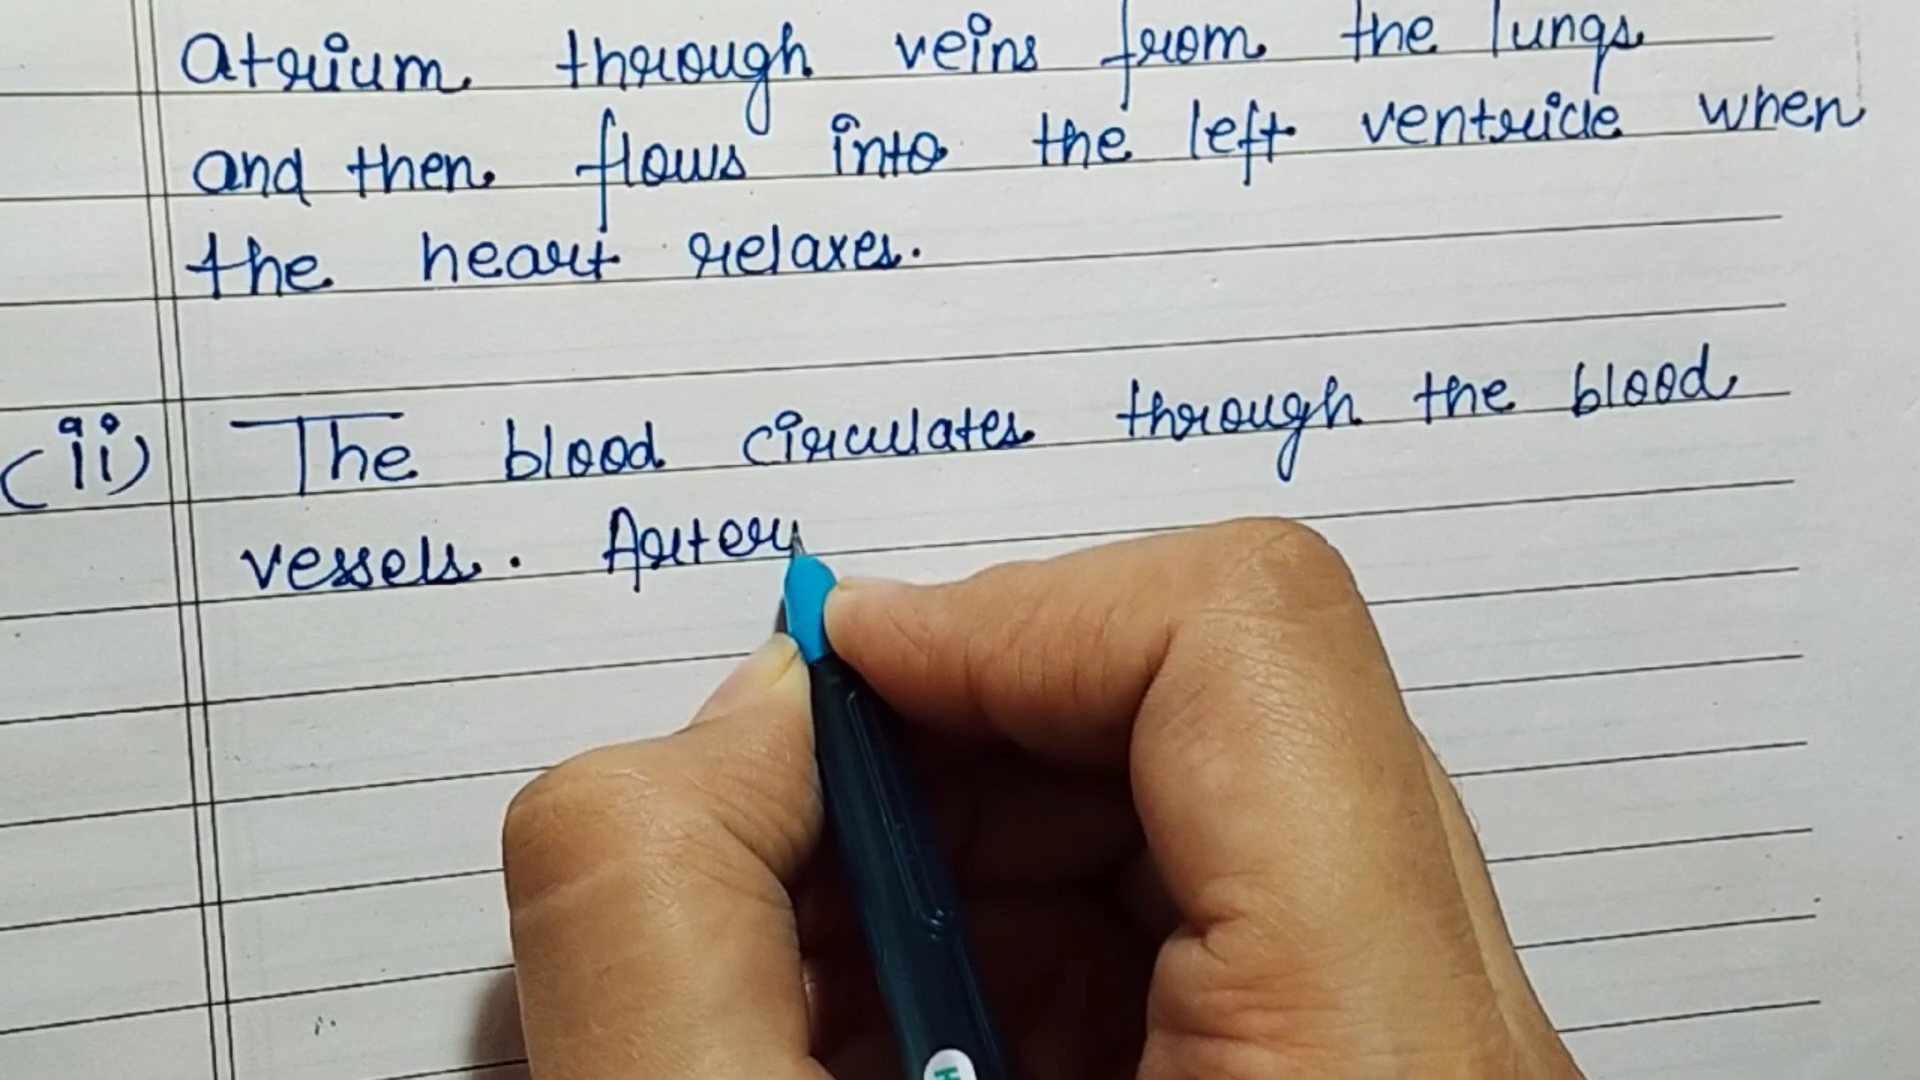 atrium through veins from the lungs
and then flows into the left ventricle when
the heart relaxes.
(ii) The blood circulates through the blood
vessels. Arter
H